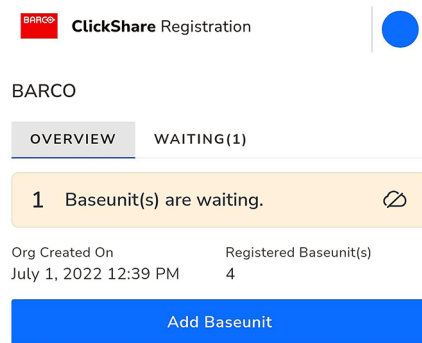 BARCO
ClickShare Registration
BARCO
OVERVIEW
WAITING(1)
1 Baseunit(s) are waiting.
Org Created On
Registered Baseunit(s)
July 1, 2022 12:39 PM
4
Add Baseunit